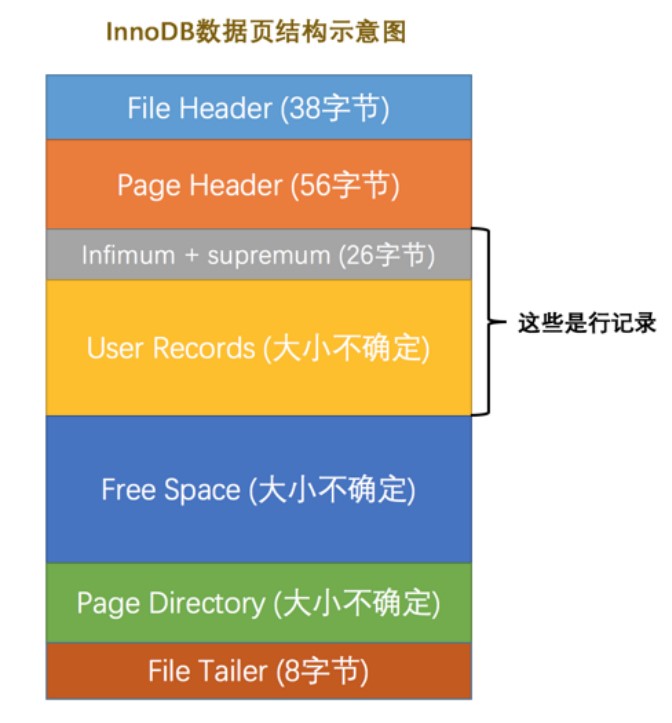 InnoDB数据页结构示意图
File Header (38字节)
Page Header (56字节)
Infimum + supremum (26字节)
User Records (大小不确定)
这些是行记录
Free Space (大小不确定)
Page Directory (大小不确定)
File Tailer (8字节)